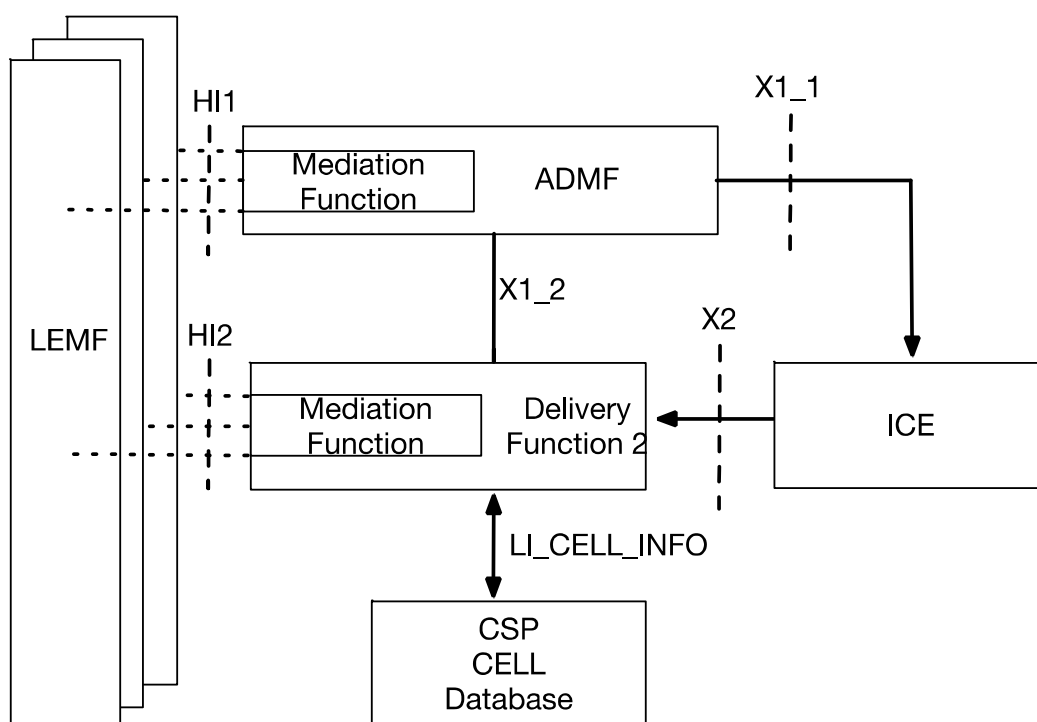 X1_1
HI1
Mediation
Function
ADMF
X1_2
HI2
X2
LEMF
Mediation
Function
Delivery
Function 2
ICE
LI_CELL_INFO
CSP
CELL
Database